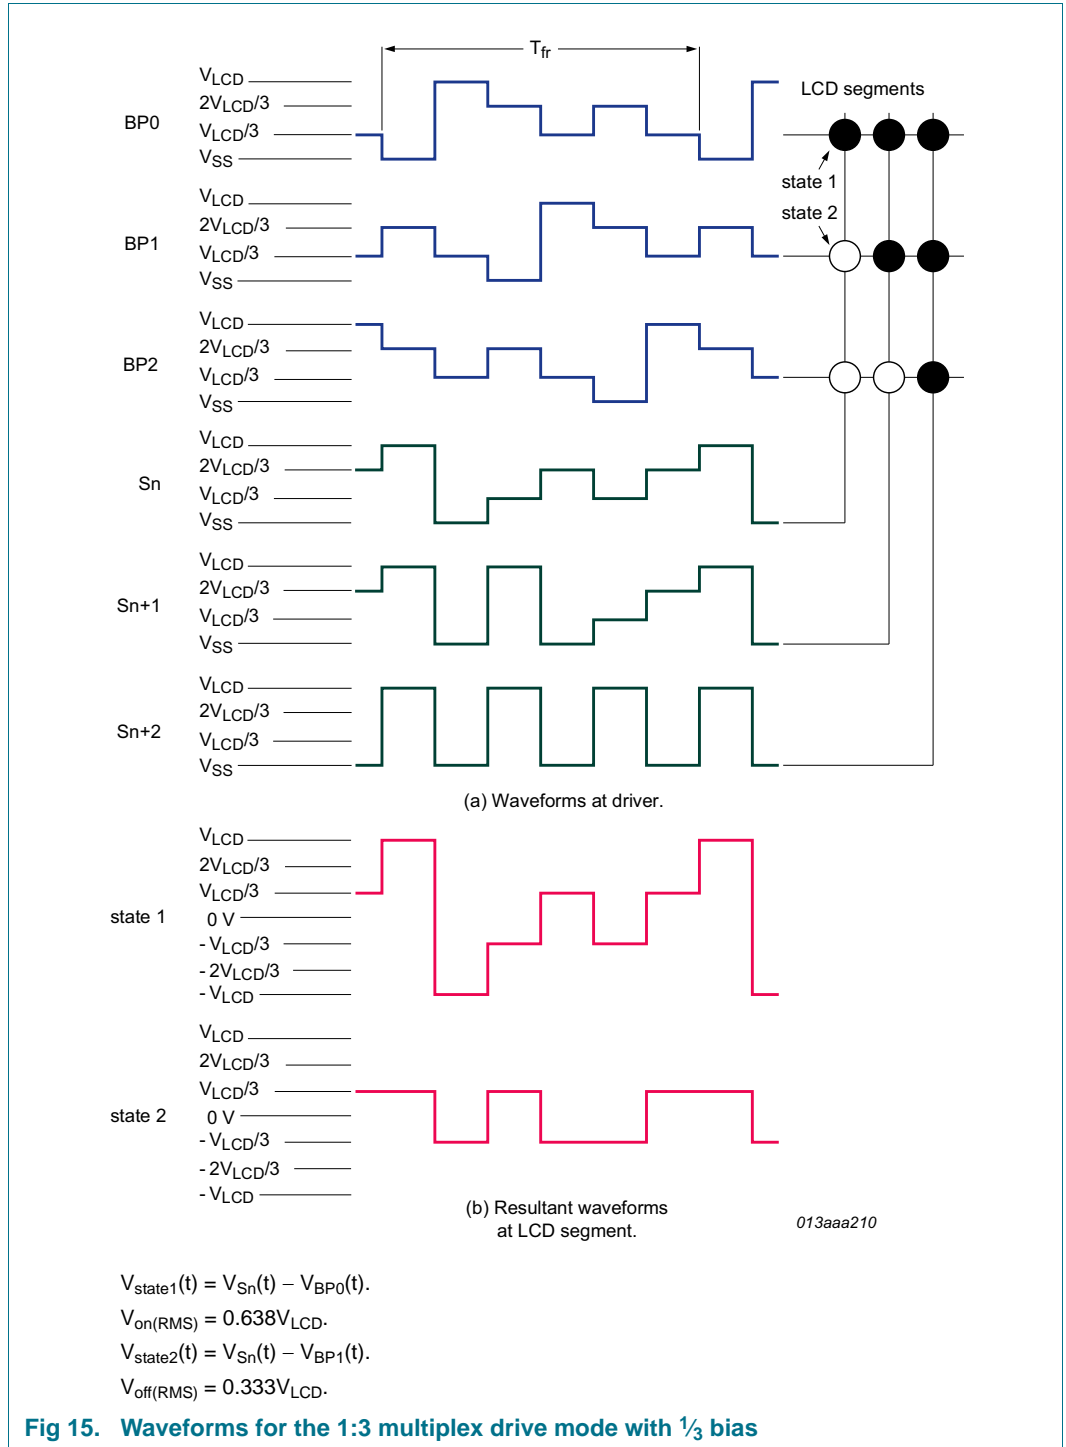 Tfr
VLCD
2VLCD/3
BP0
VLCD/3
VSS
LCD segments
state 1
VLCD
2VLCD/3
BP1
VLCD/3
VSS
state 2
VLCD
2VLCD/3
BP2
VLCD/3
VSS
VLCD
2VLCD/3
Sn
VLCD/3
VSS
VLCD
2VLCD/3
Sn+1
VLCD/3
VSS
VLCD
2VLCD/3
Sn+2
VLCD/3
VSS
(a) Waveforms at driver.
VLCD
2VLCD/3
VLCD/3
state 1
0 V
- VLCD/3
- 2VLCD/3
- VLCD
VLCD
2VLCD/3
VLCD/3
state 2
0 V
- VLCD/3
- 2VLCD/3
- VLCD
(b) Resultant waveforms
at LCD segment.
013aaa210
Vstate1(t) = VSn(t) − VBP0(t).
Von(RMS) = 0.638VLCD.
Vstate2(t) = VSn(t) − VBP1(t).
Voff(RMS) = 0.333VLCD.
Fig 15. Waveforms for the 1:3 multiplex drive mode with 1⁄3 bias